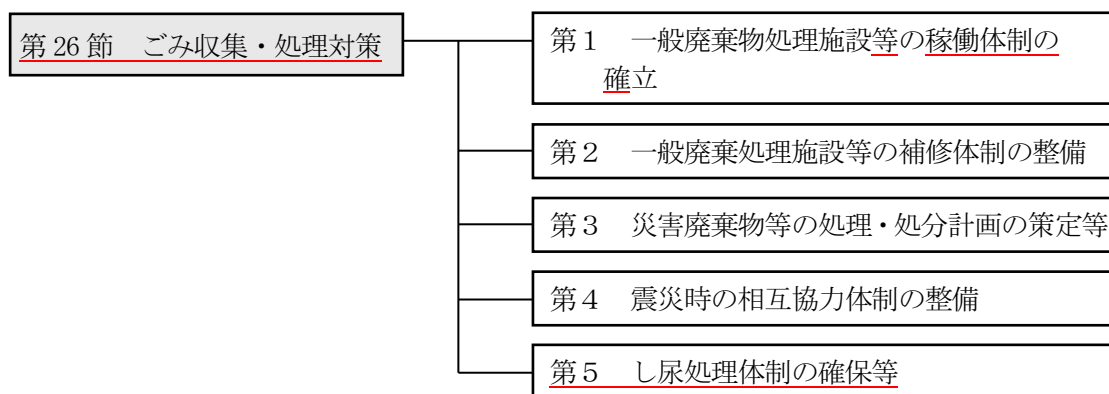 第26節　ごみ収集・処理対策
第１　一般廃棄物処理施設等の稼働体制の
確立
第２　一般廃棄処理施設等の補修体制の整備
第３　災害廃棄物等の処理・処分計画の策定等
第４　震災時の相互協力体制の整備
第５　し尿処理体制の確保等